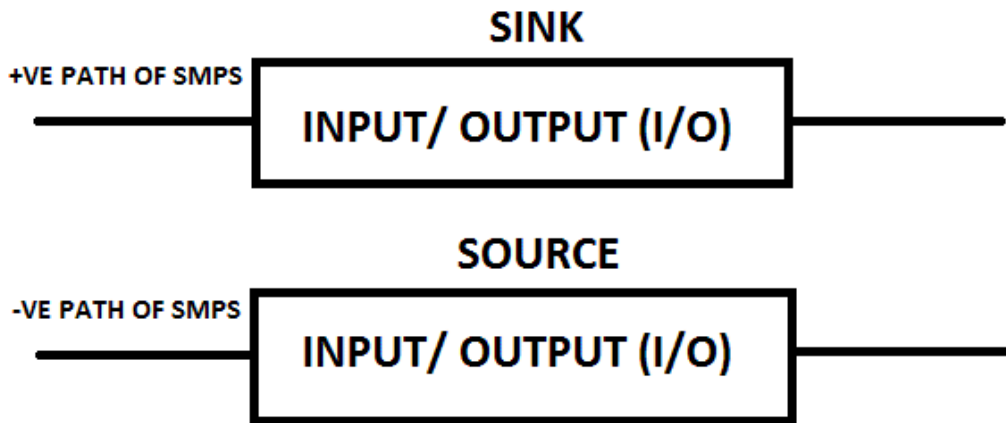 SINK
+VE PATH OF SMPS
INPUT/ OUTPUT (I/O)
SOURCE
-VE PATH OF SMPS
INPUT/ OUTPUT (I/O)